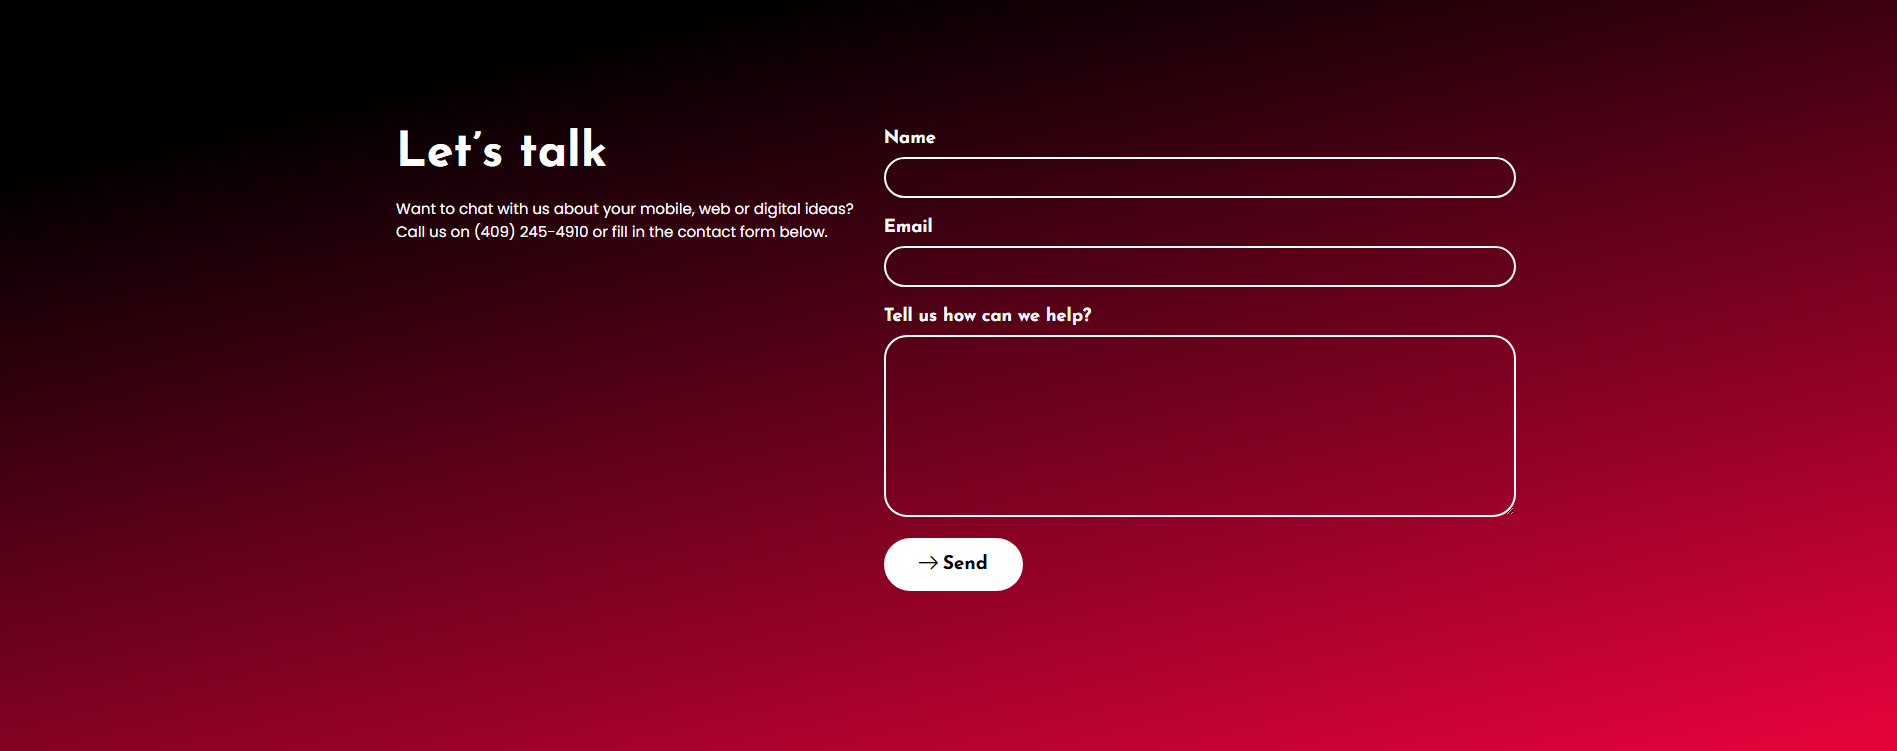 Let’s talk
Want to chat with us about your mobile, web or digital ideas?
Call us on (409) 245-4910 or fill in the contact form below.
Name
Email
Tell us how can we help?
Send